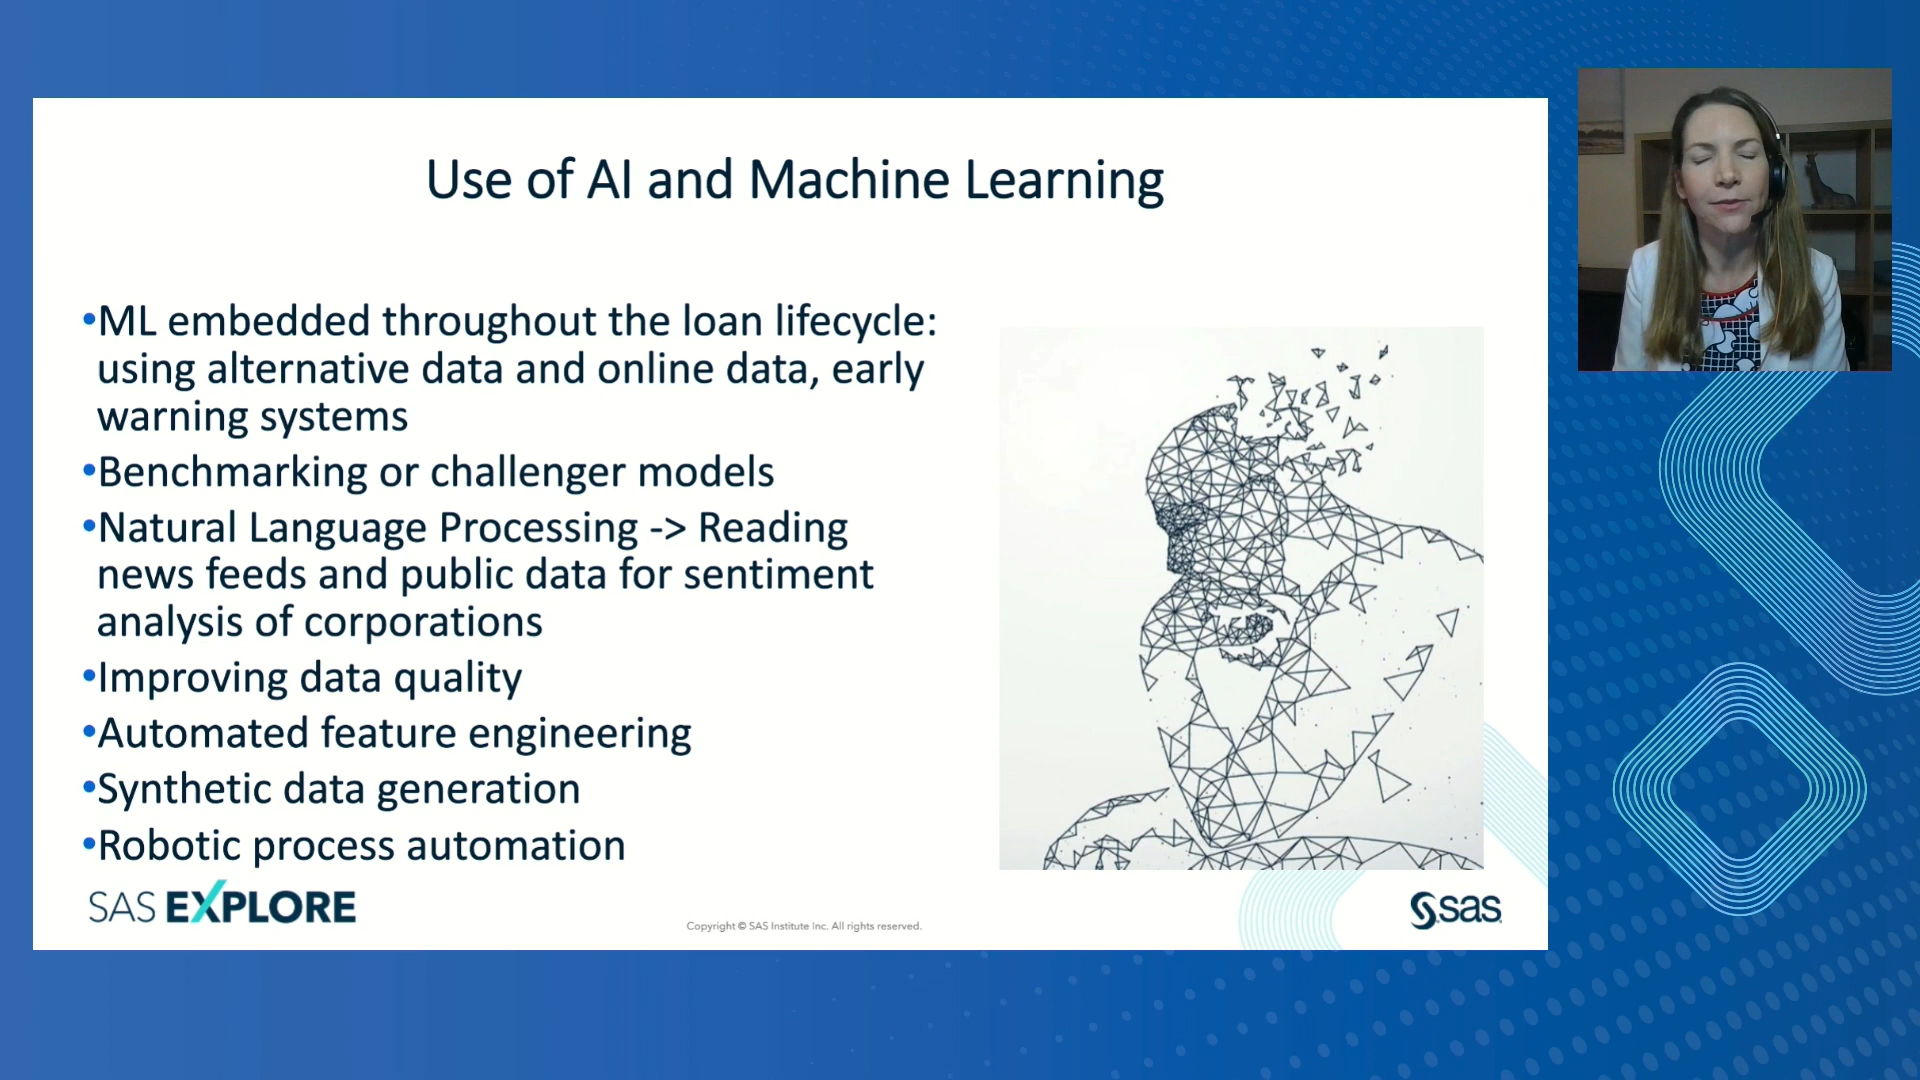 Use of AI and Machine Learning
•ML embedded throughout the loan lifecycle:
using alternative data and online data, early
warning systems
•Benchmarking or challenger models
•Natural Language Processing -> Reading
news feeds and public data for sentiment
analysis of corporations
•Improving data quality
•Automated feature engineering
•Synthetic data generation
•Robotic process automation
SAS EXPLORE
Copyright © SAS Institute Inc. All rights reserved.
sas